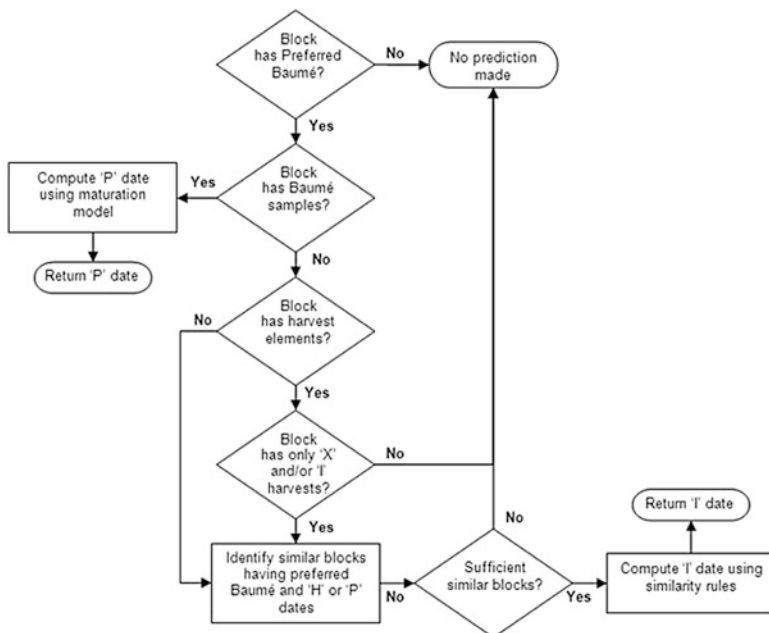 Block
has Preferred
Baumé?
No
No prediction
made
Yes
Compute ‘P’ date
using maturation
model
Yes
Block
has Baumé
samples?
Return ‘P’ date
No
No
Block
has harvest
elements?
Yes
Block
has only ‘X’
and/or ‘I’
harvests?
No
Yes
No
Return ‘I’ date
Identify similar blocks
having preferred
Baumé and ‘H’ or ‘P’
dates
No
Sufficient
similar blocks?
Yes
Compute ‘I’ date using
similarity rules